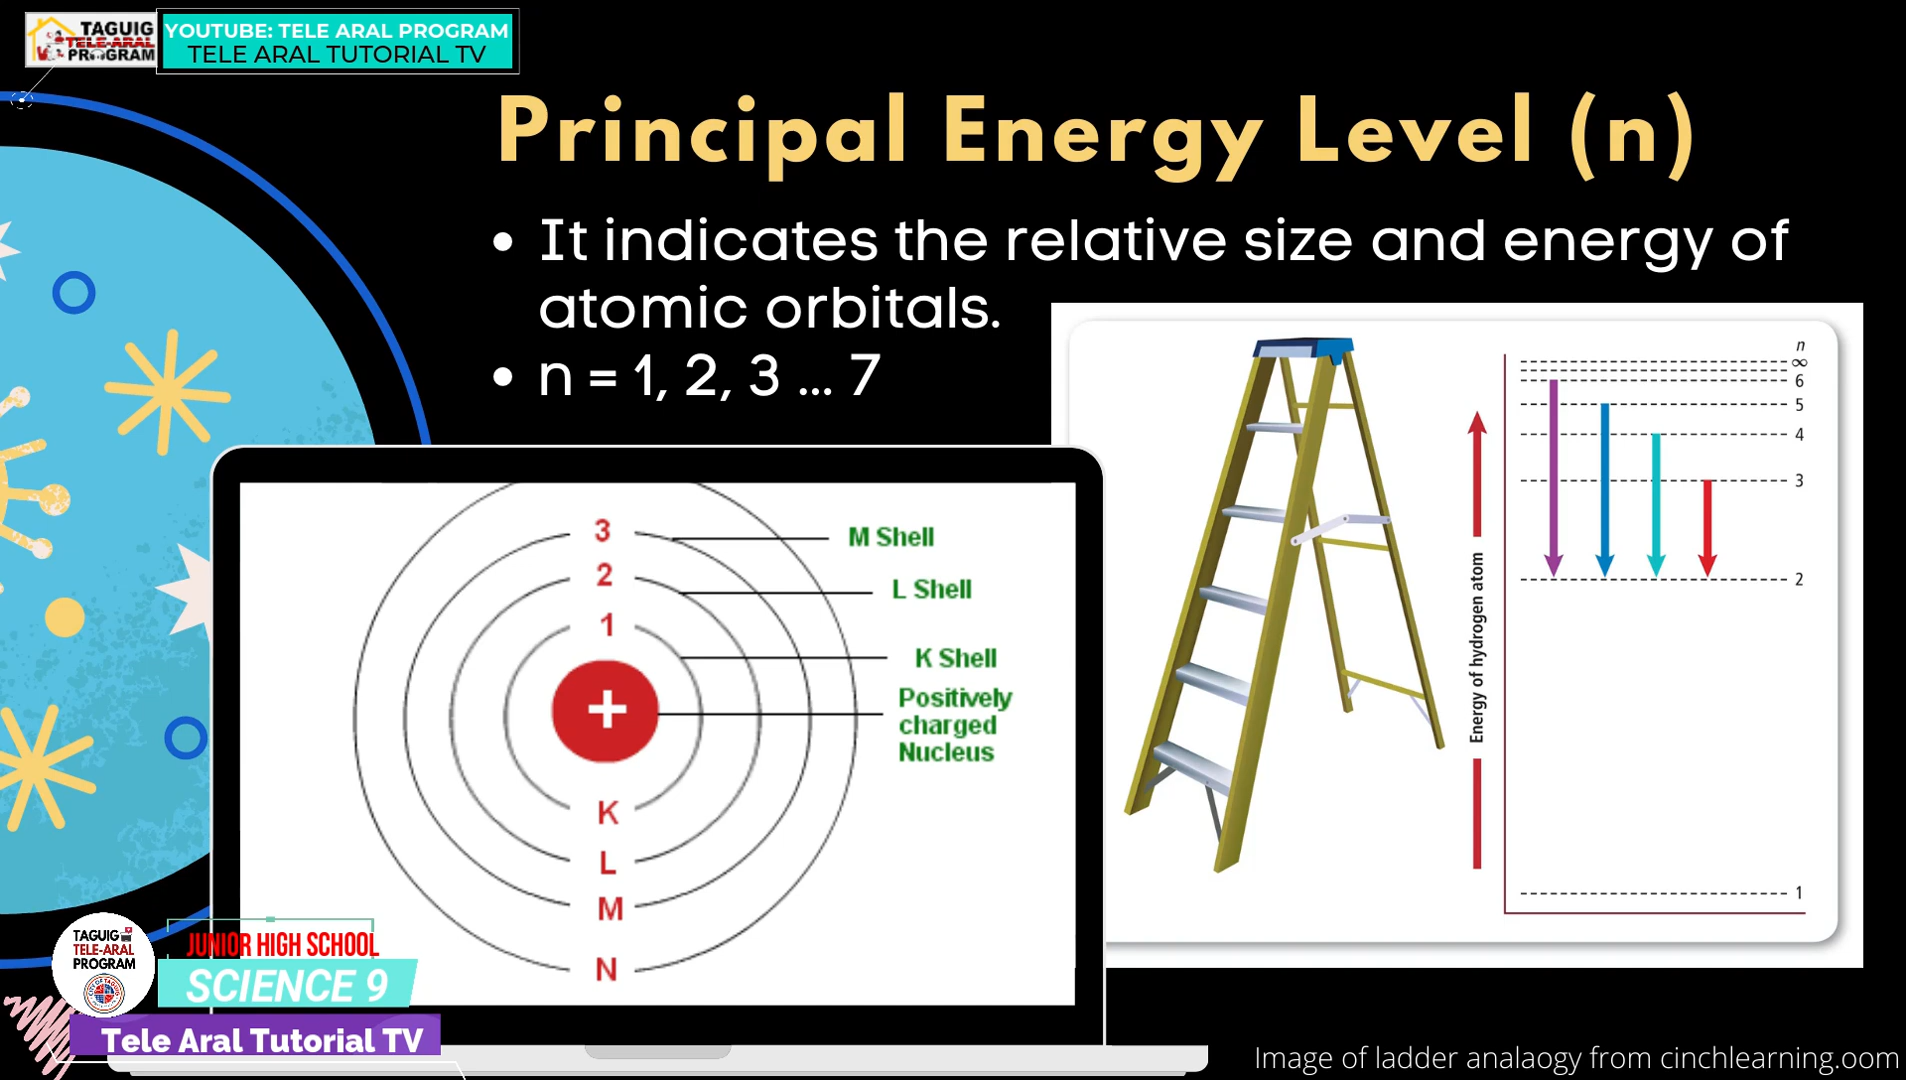 TAGUIG
TELE-ARAL
PROGRAM
YOUTUBE: TELE ARAL PROGRAM
TELE ARAL TUTORIAL TV
Principal Energy Level (n)
• It indicates the relative size and energy of
atomic orbitals.
• n = 1, 2, 3 ... 7
3
2
1
+
K
L
M
N
M Shell
L Shell
K Shell
Positively
charged
Nucleus
Energy of hydrogen atom
n
∞
6
5
4
3
2
1
TAGUIG
TELE-ARAL
PROGRAM
JUNIOR HIGH SCHOOL
SCIENCE 9
Tele Aral Tutorial TV
Image of ladder analaogy from cinchlearning.com